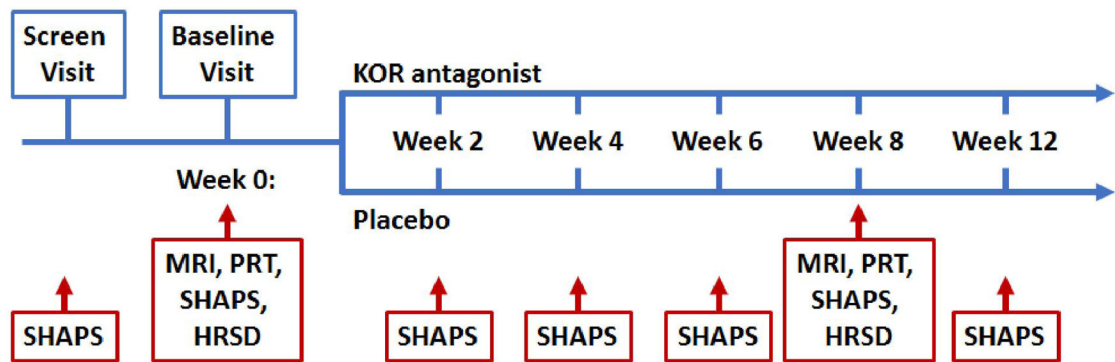 Screen
Visit
Baseline
Visit
KOR antagonist
Week 2
Week 4
Week 6
Week 8
Week 12
Week 0:
Placebo
SHAPS
MRI, PRT,
SHAPS,
HRSD
SHAPS
SHAPS
SHAPS
MRI, PRT,
SHAPS,
HRSD
SHAPS